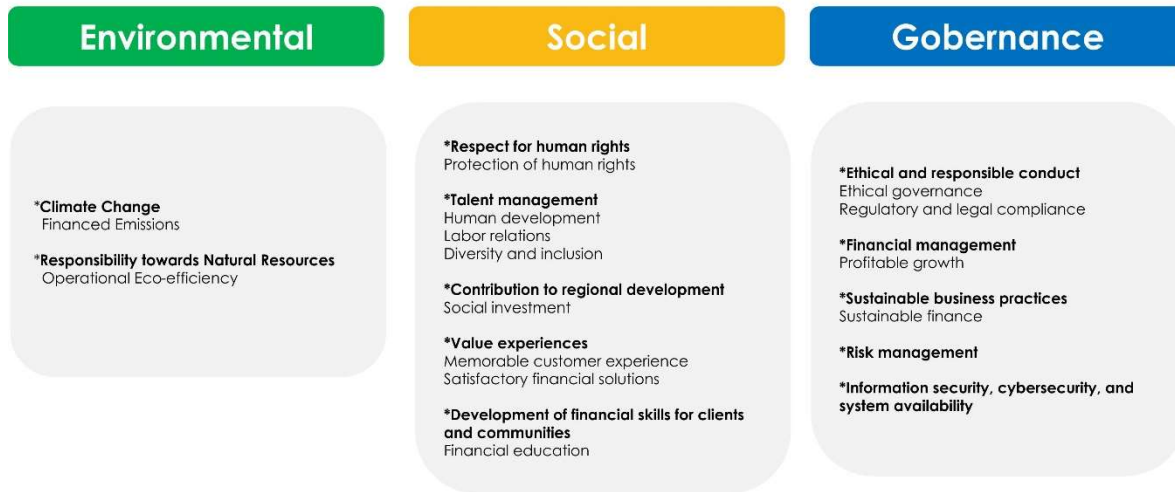 Environmental
*Climate Change
Financed Emissions
*Responsibility towards Natural Resources
Operational Eco-efficiency
Social
*Respect for human rights
Protection of human rights
*Talent management
Human development
Labor relations
Diversity and inclusion
*Contribution to regional development
Social investment
*Value experiences
Memorable customer experience
Satisfactory financial solutions
*Development of financial skills for clients
and communities
Financial education
Gobernance
*Ethical and responsible conduct
Ethical governance
Regulatory and legal compliance
*Financial management
Profitable growth
*Sustainable business practices
Sustainable finance
*Risk management
*Information security, cybersecurity, and
system availability